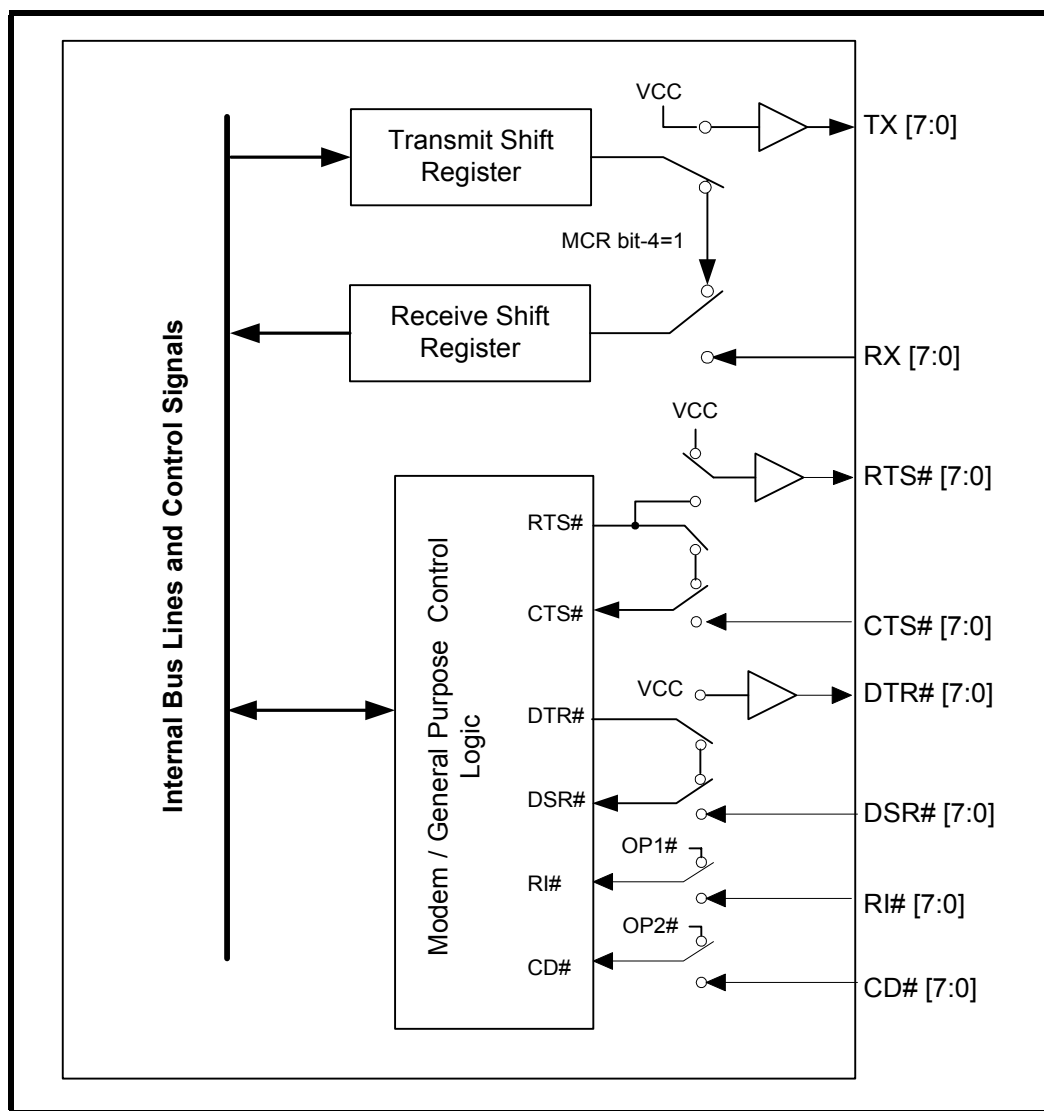 VCC
TX [7:0]
Transmit Shift
Register
MCR bit-4=1
Receive Shift
Register
RX [7:0]
Internal Bus Lines and Control Signals
VCC
RTS# [7:0]
RTS#
CTS#
CTS# [7:0]
Modem / General Purpose Control
Logic
VCC
DTR# [7:0]
DTR#
DSR#
DSR# [7:0]
OP1#
RI#
RI# [7:0]
OP2#
CD#
CD# [7:0]